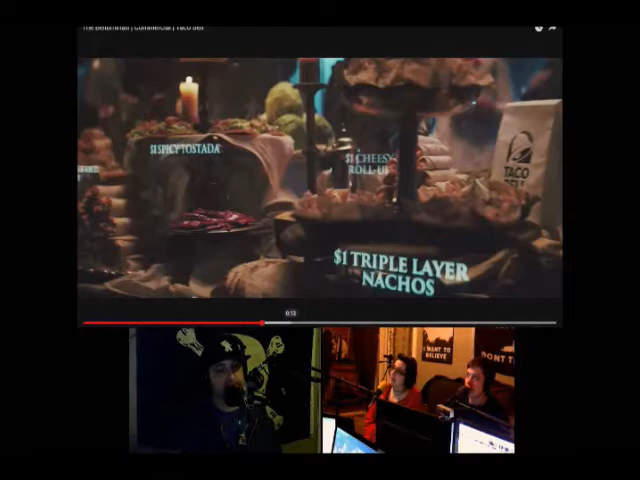 The Belluminati | Commercial | Taco Bell
$1 SPICY TOSTADA
$1 CHEESY
ROLL-UP
TACO
BELL
$1 TRIPLE LAYER
NACHOS
0:13
I WANT TO
BELIEVE
DON'T